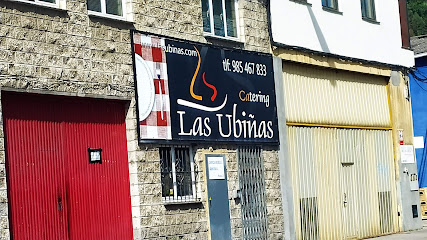 ubinas.com
tlf: 985 467 833
Catering
Las Ubiñas